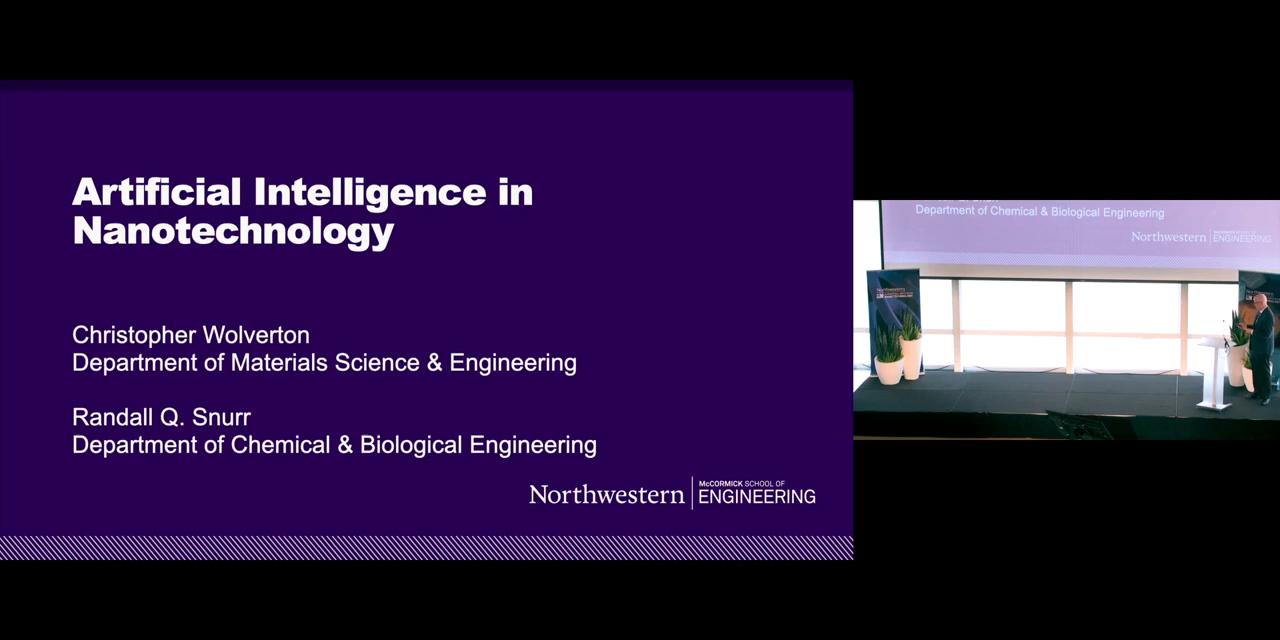 Artificial Intelligence in
Nanotechnology
Christopher Wolverton
Department of Materials Science & Engineering
Randall Q. Snurr
Department of Chemical & Biological Engineering
Northwestern
McCORMICK SCHOOL OF
ENGINEERING
Department of Chemical & Biological Engineering
Northwestern
ENGINEERING